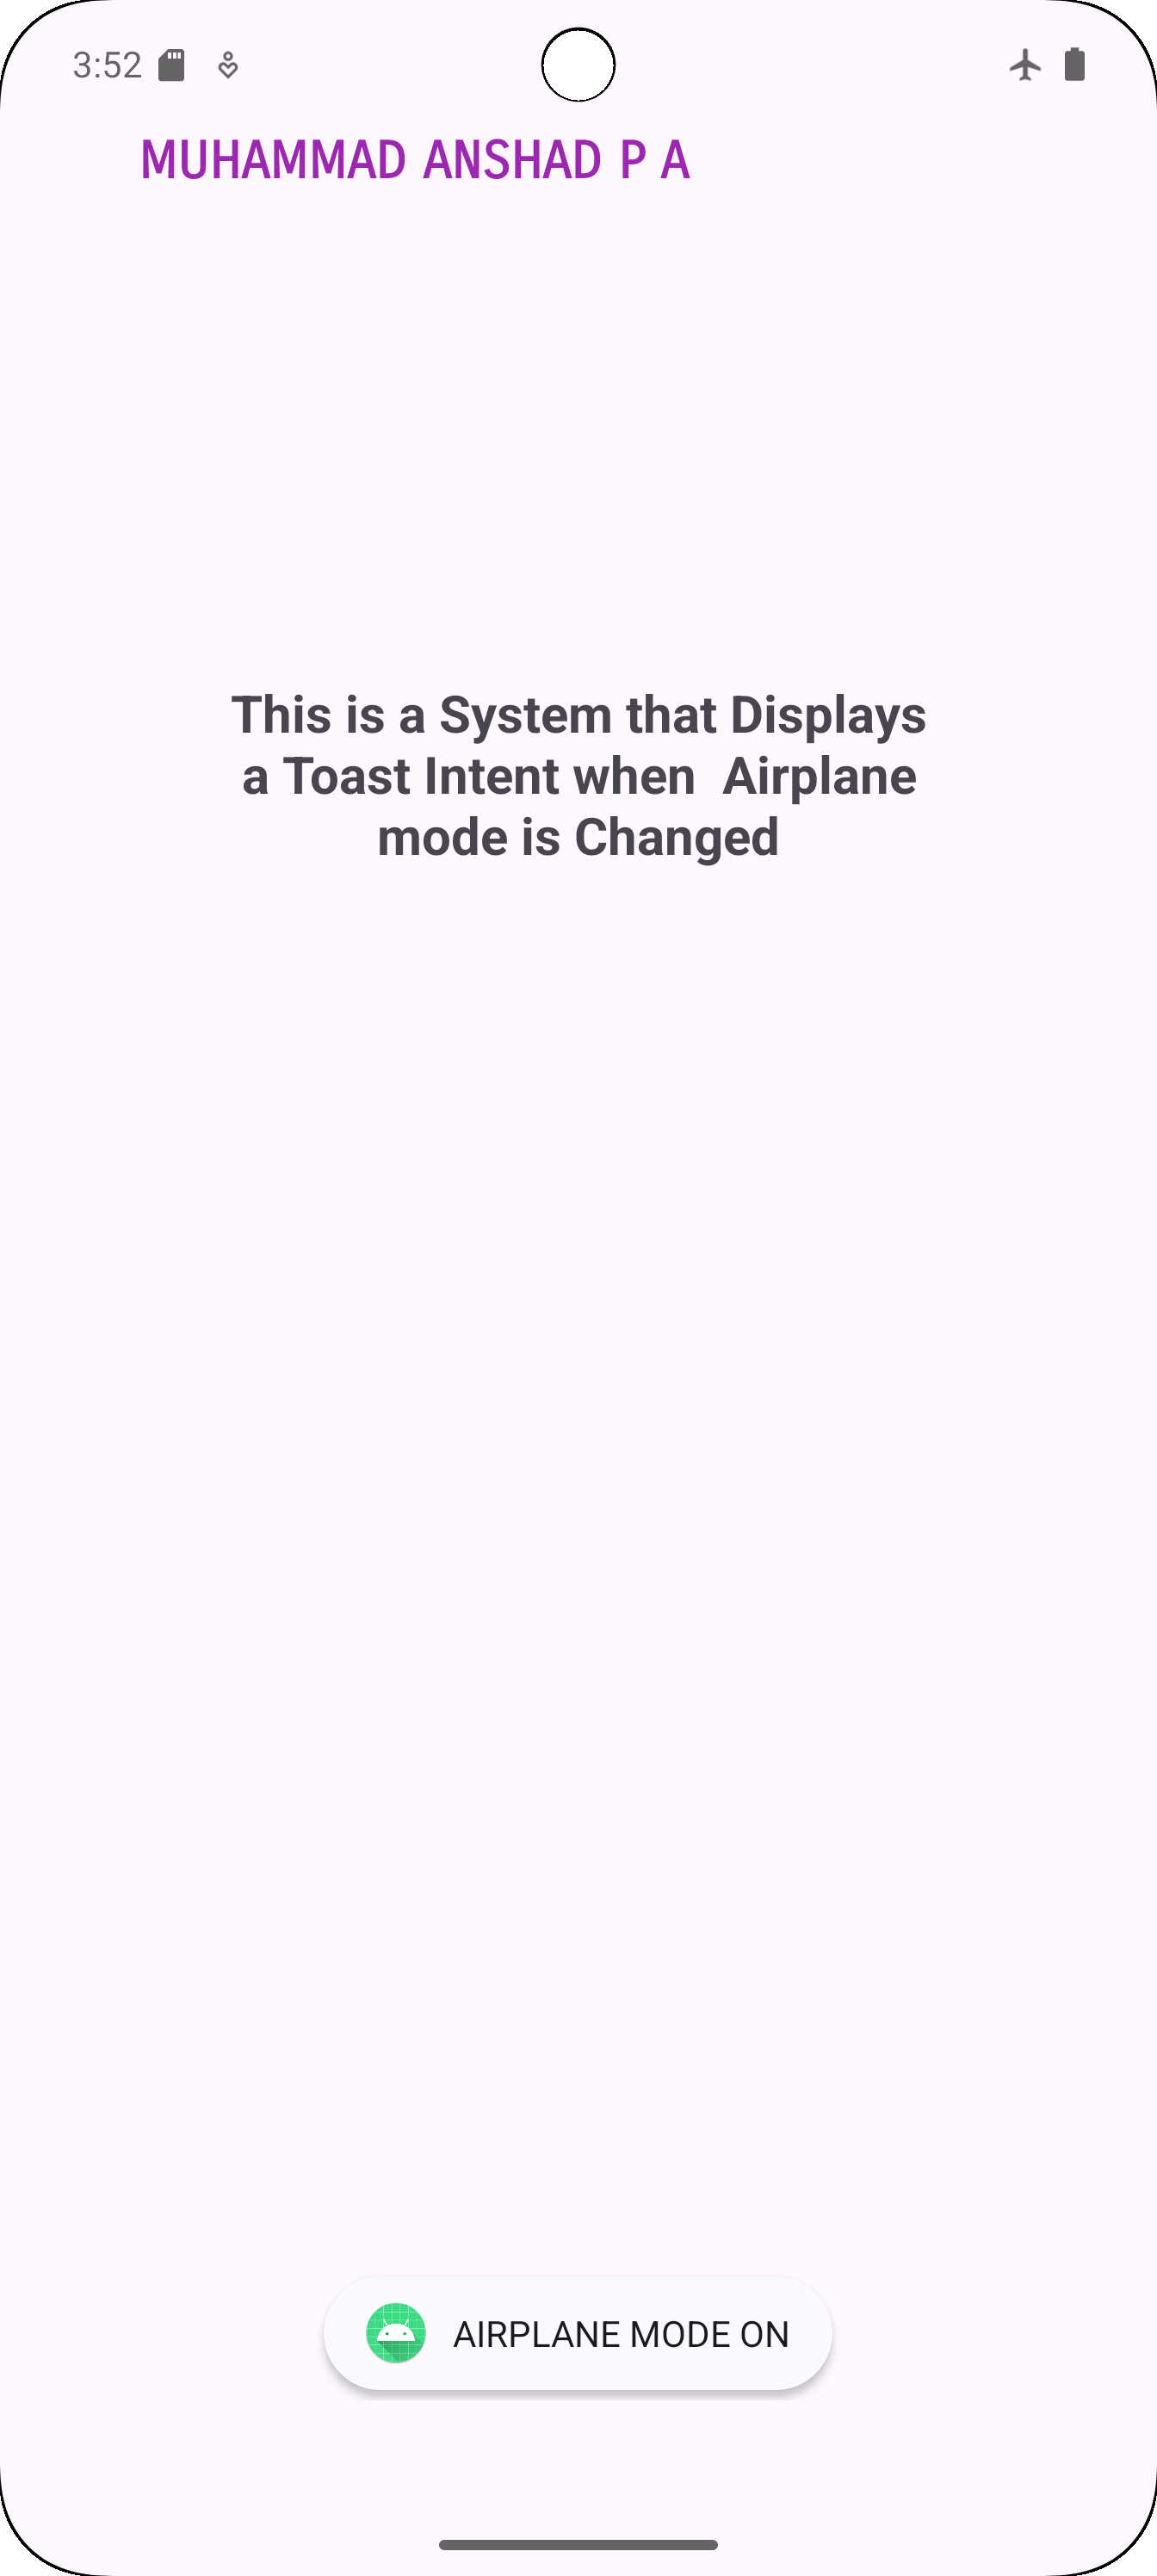 3:52
MUHAMMAD ANSHAD P A
This is a System that Displays
a Toast Intent when  Airplane
mode is Changed
AIRPLANE MODE ON